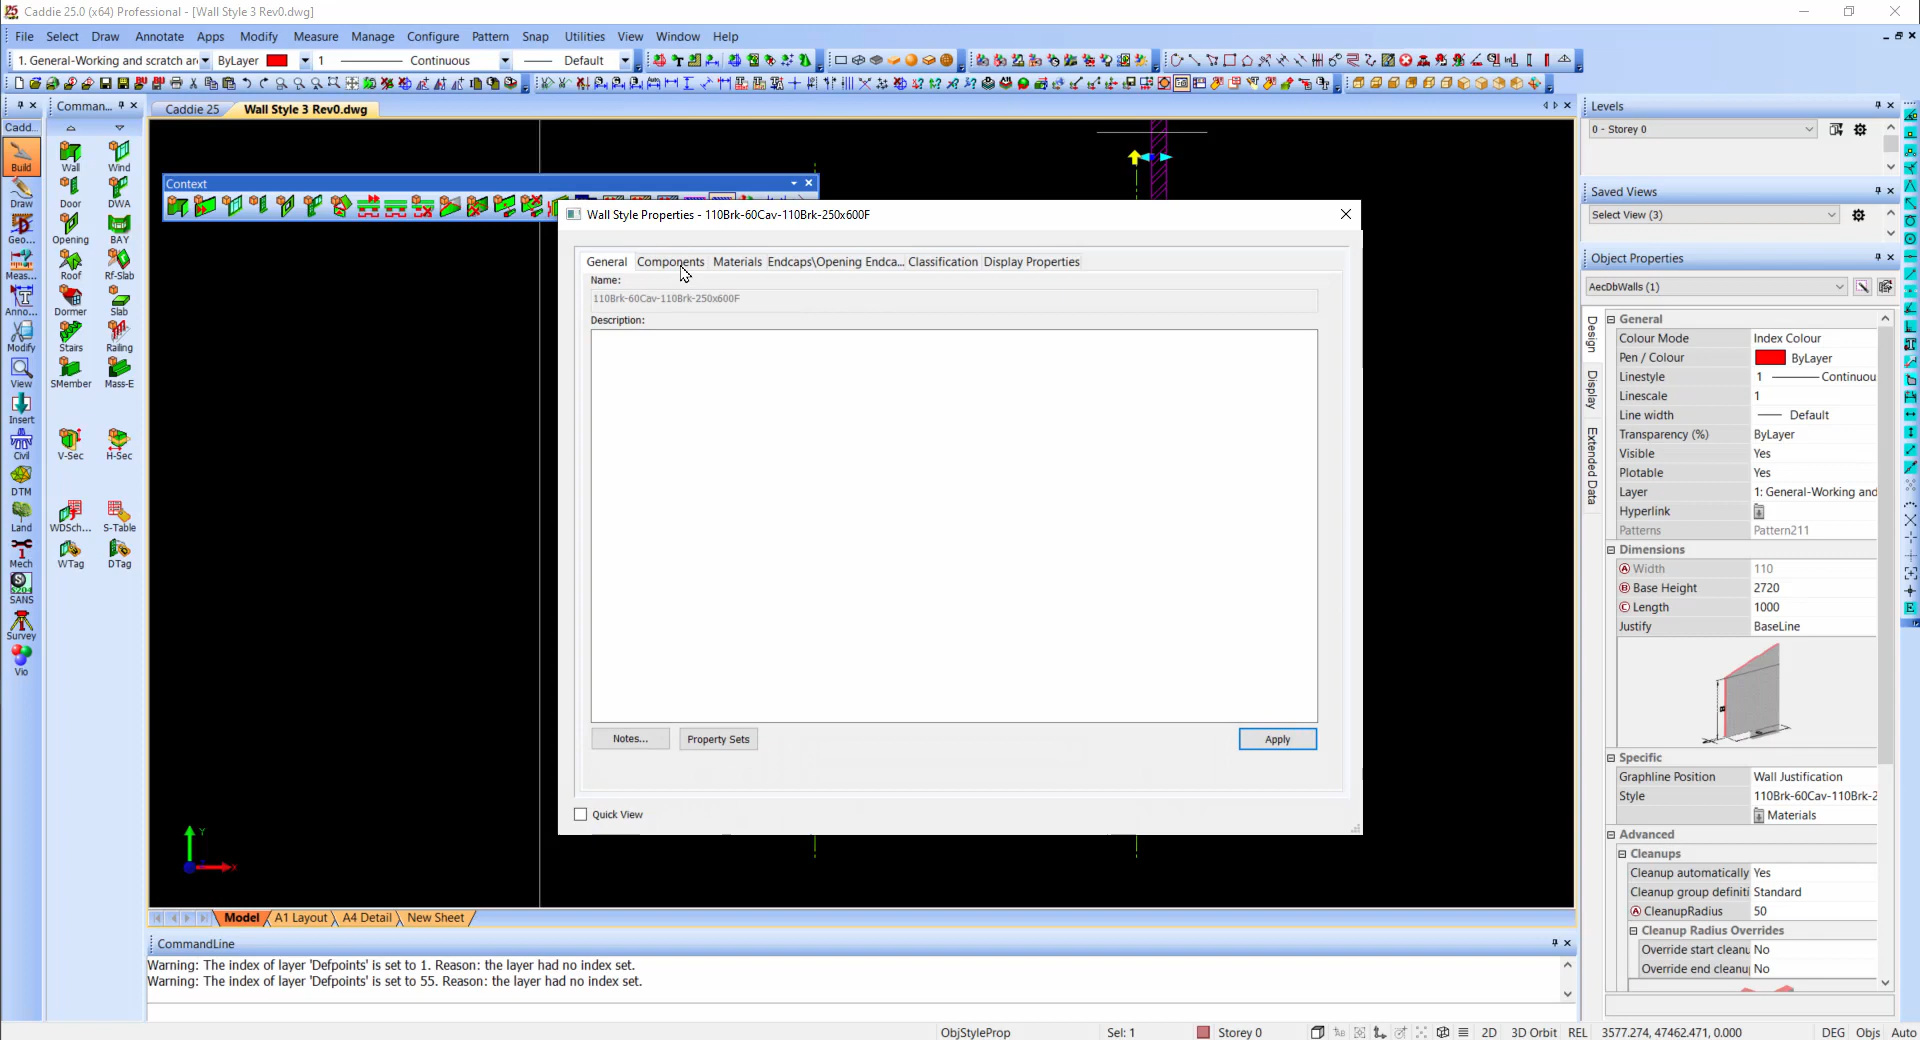 Caddie 25.0 (x64) Professional - [Wall Style 3 Rev0.dwg]
File Select Draw Annotate Apps Modify Measure Manage Configure Pattern Snap Utilities View Window Help
1. General-Working and scratch ar ByLayer 1 Continuous Default
Comman...
Caddie 25 Wall Style 3 Rev0.dwg
Cadd...
Build
Draw
Geo...
Meas...
Anno...
Modify
View
Insert
Civil
DTM
Land
Mech
SANS
Survey
Vio
Wall Wind
Door DWA
Opening BAY
Roof Rf-Slab
Dormer Slab
Stairs Railing
SMember Mass-E
V-Sec H-Sec
WDSch... S-Table
WTag DTag
Context
Wall Style Properties - 110Brk-60Cav-110Brk-250x600F
General Components Materials Endcaps\Opening Endca... Classification Display Properties
Name:
110Brk-60Cav-110Brk-250x600F
Description:
Notes... Property Sets Apply
Quick View
Y
X
Model A1 Layout A4 Detail New Sheet
CommandLine
Warning: The index of layer 'Defpoints' is set to 1. Reason: the layer had no index set.
Warning: The index of layer 'Defpoints' is set to 55. Reason: the layer had no index set.
Levels
0 - Storey 0
Saved Views
Select View (3)
Object Properties
AecDbWalls (1)
Design
Display
Extended Data
General
Colour Mode Index Colour
Pen / Colour ByLayer
Linestyle 1 Continuou
Linescale 1
Line width Default
Transparency (%) ByLayer
Visible Yes
Plotable Yes
Layer 1: General-Working and
Hyperlink
Patterns Pattern211
Dimensions
A Width 110
B Base Height 2720
C Length 1000
Justify BaseLine
Specific
Graphline Position Wall Justification
Style 110Brk-60Cav-110Brk-2
Materials
Advanced
Cleanups
Cleanup automatically Yes
Cleanup group definiti Standard
A CleanupRadius 50
Cleanup Radius Overrides
Override start cleanu No
Override end cleanu No
ObjStyleProp Sel: 1 Storey 0 2D 3D Orbit REL 3577.274, 47462.471, 0.000 DEG Objs Auto